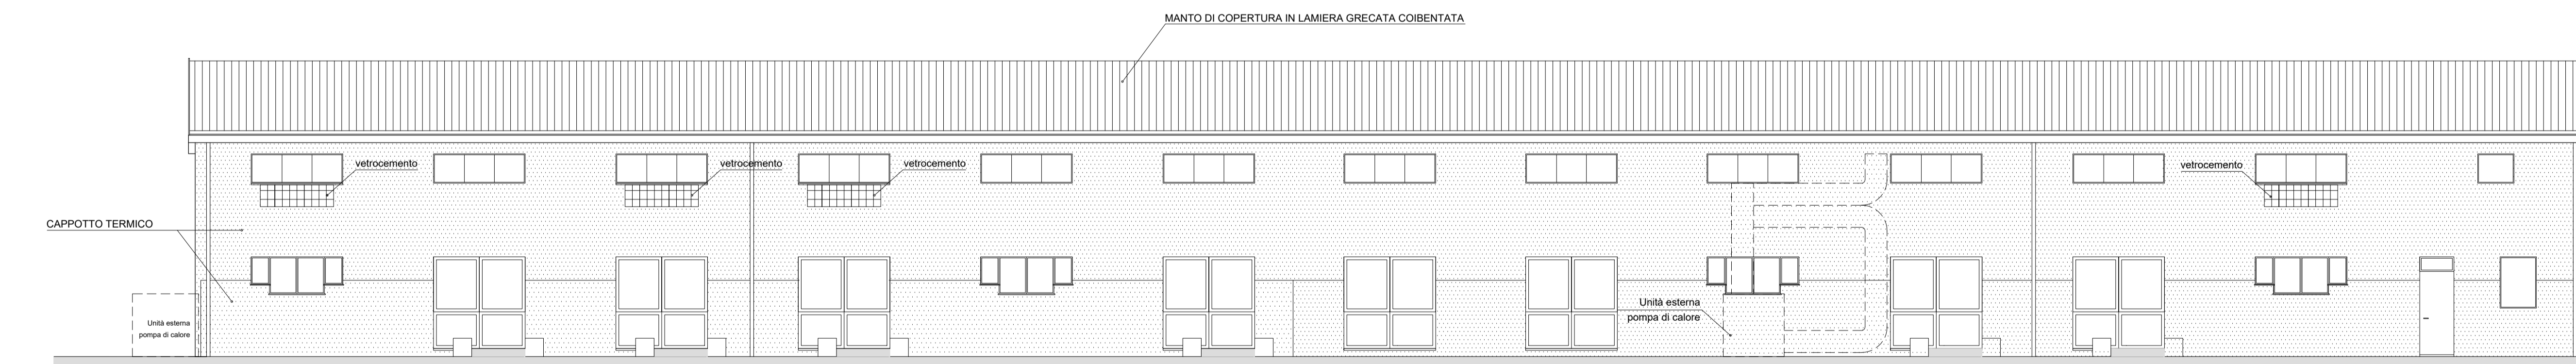 MANTO DI COPERTURA IN LAMIERA GRECATA COIBENTATA
vetrocemento
vetrocemento
vetrocemento
vetrocemento
CAPPOTTO TERMICO
Unità esterna
pompa di calore
Unità esterna
pompa di calore